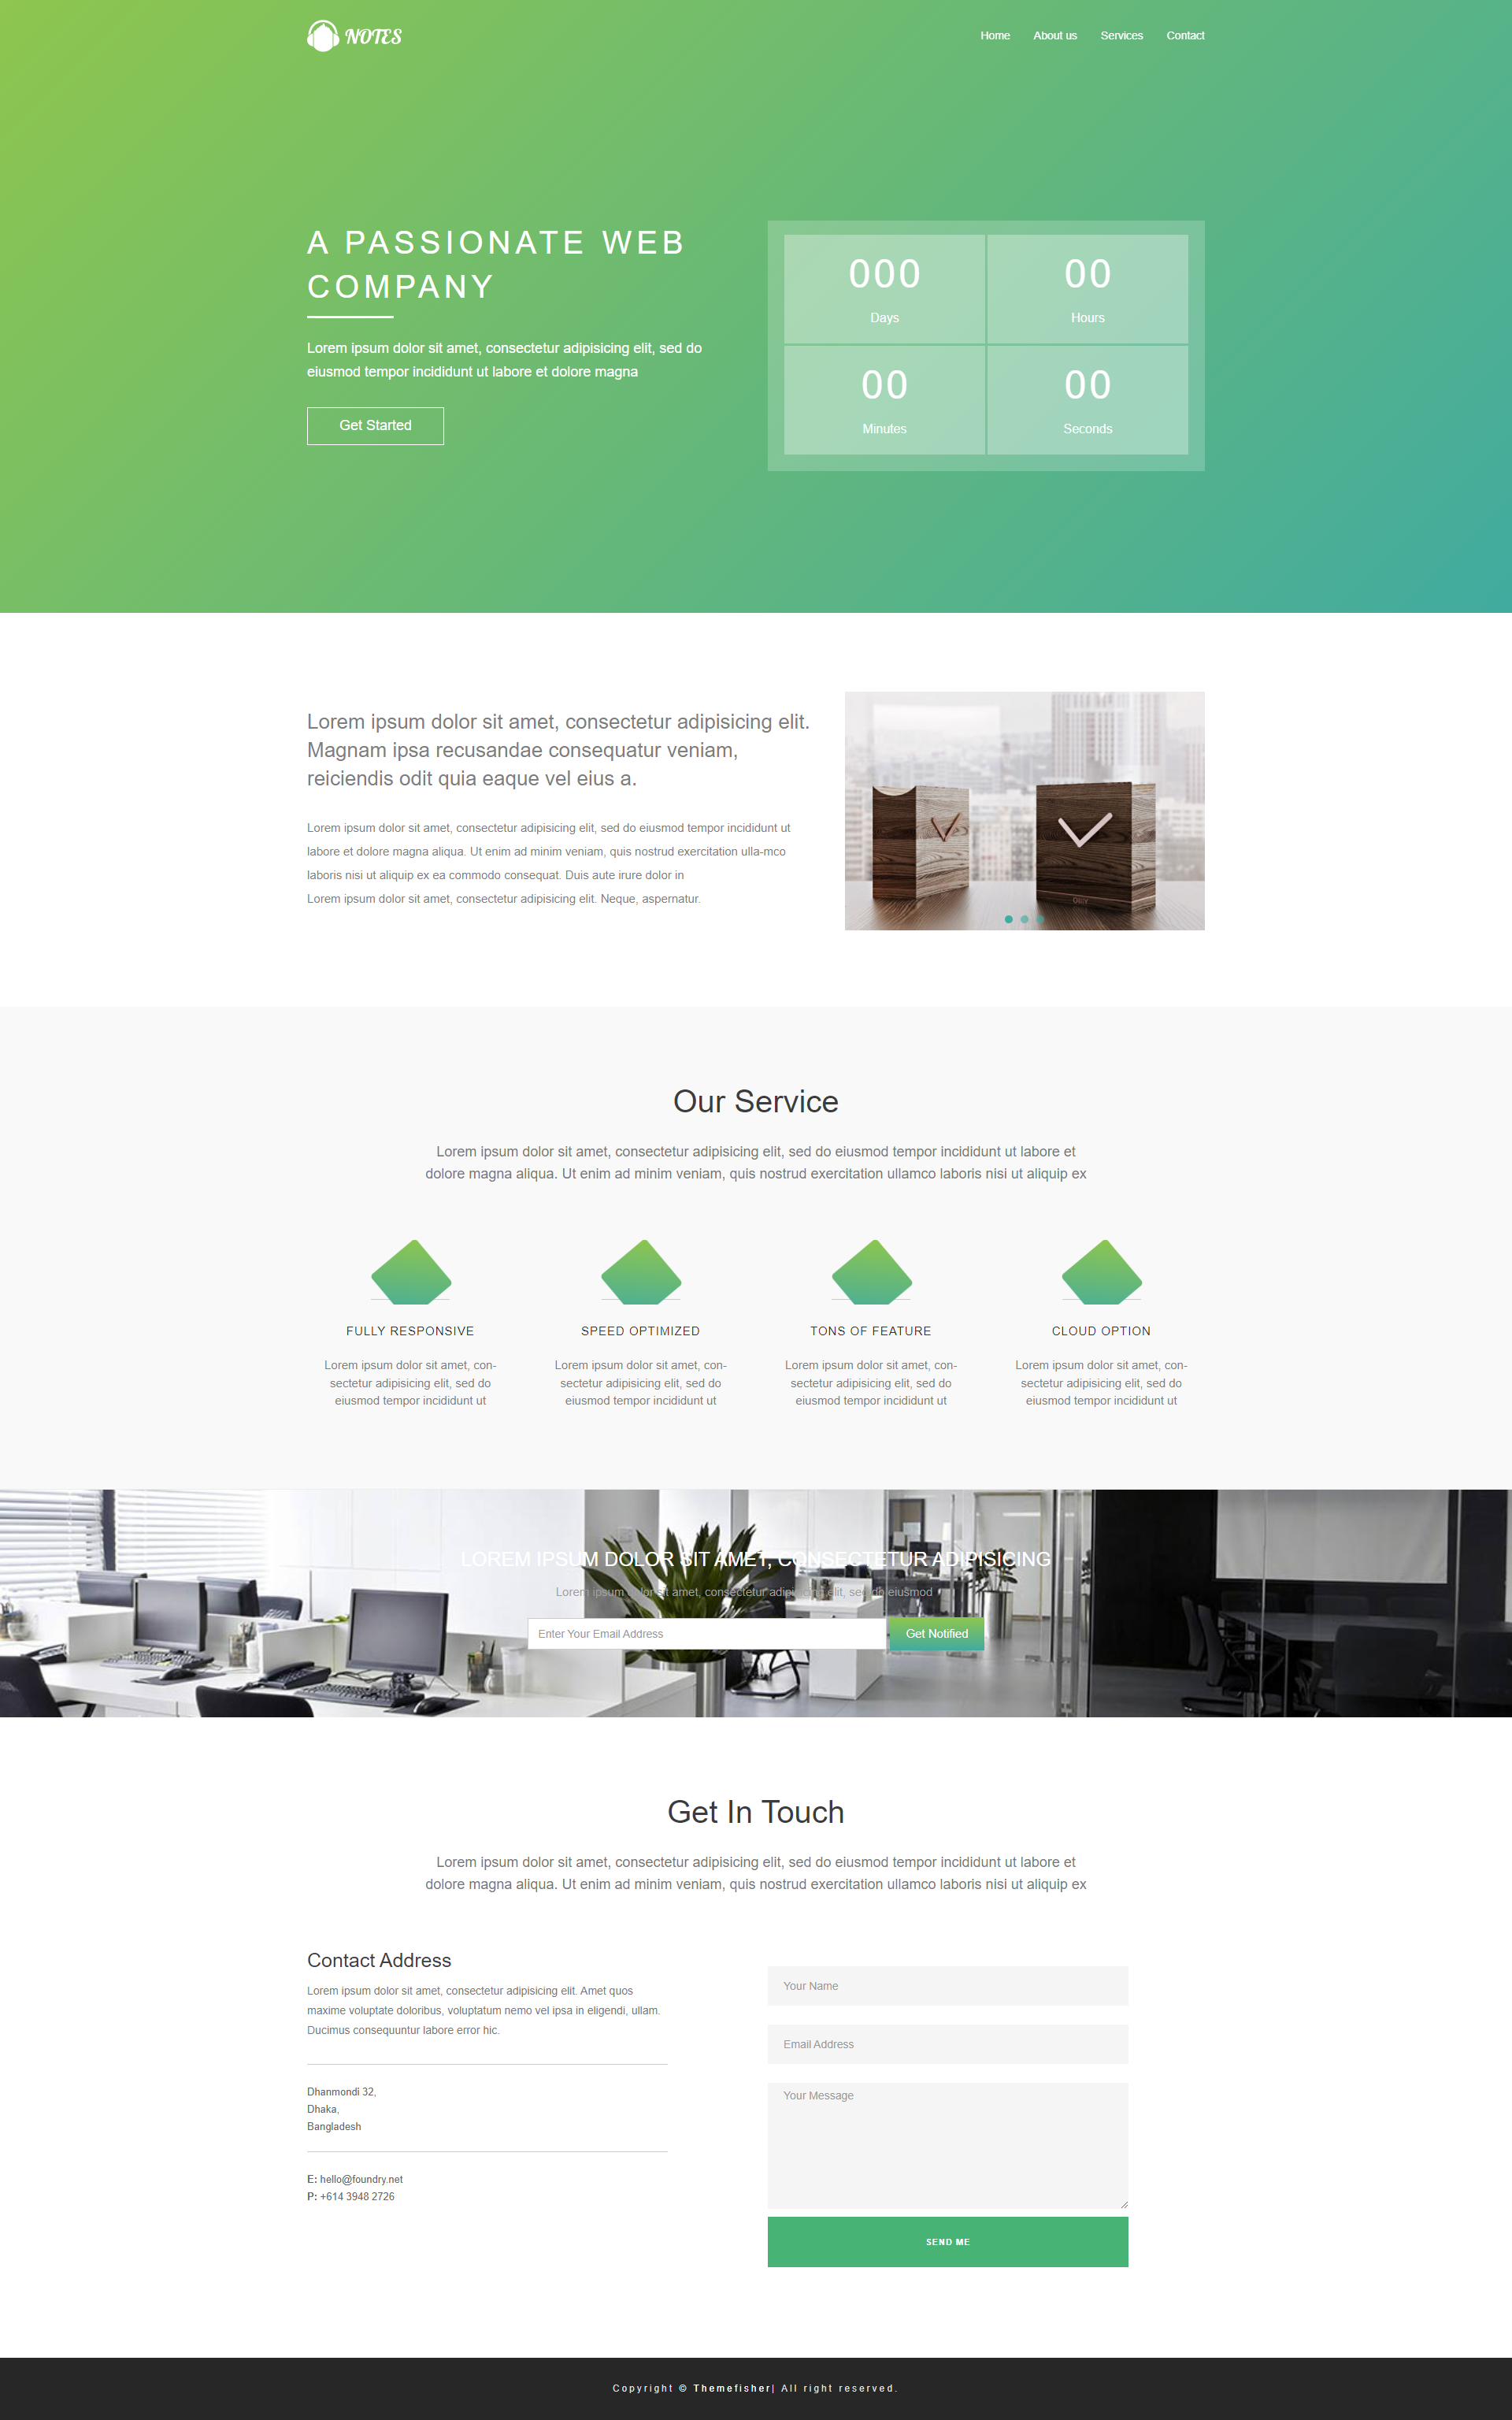 NOTES
Home About us Services Contact
A PASSIONATE WEB
COMPANY
Lorem ipsum dolor sit amet, consectetur adipisicing elit, sed do
eiusmod tempor incididunt ut labore et dolore magna
Get Started
000 00
Days Hours
00 00
Minutes Seconds
Lorem ipsum dolor sit amet, consectetur adipisicing elit.
Magnam ipsa recusandae consequatur veniam,
reiciendis odit quia eaque vel eius a.
Lorem ipsum dolor sit amet, consectetur adipisicing elit, sed do eiusmod tempor incididunt ut
labore et dolore magna aliqua. Ut enim ad minim veniam, quis nostrud exercitation ulla-mco
laboris nisi ut aliquip ex ea commodo consequat. Duis aute irure dolor in
Lorem ipsum dolor sit amet, consectetur adipisicing elit. Neque, aspernatur.
Our Service
Lorem ipsum dolor sit amet, consectetur adipisicing elit, sed do eiusmod tempor incididunt ut labore et
dolore magna aliqua. Ut enim ad minim veniam, quis nostrud exercitation ullamco laboris nisi ut aliquip ex
FULLY RESPONSIVE
Lorem ipsum dolor sit amet, con-
sectetur adipisicing elit, sed do
eiusmod tempor incididunt ut
SPEED OPTIMIZED
Lorem ipsum dolor sit amet, con-
sectetur adipisicing elit, sed do
eiusmod tempor incididunt ut
TONS OF FEATURE
Lorem ipsum dolor sit amet, con-
sectetur adipisicing elit, sed do
eiusmod tempor incididunt ut
CLOUD OPTION
Lorem ipsum dolor sit amet, con-
sectetur adipisicing elit, sed do
eiusmod tempor incididunt ut
LOREM IPSUM DOLOR SIT AMET, CONSECTETUR ADIPISICING
Lorem ipsum dolor sit amet, consectetur adipisicing elit, sed do eiusmod
Enter Your Email Address Get Notified
Get In Touch
Lorem ipsum dolor sit amet, consectetur adipisicing elit, sed do eiusmod tempor incididunt ut labore et
dolore magna aliqua. Ut enim ad minim veniam, quis nostrud exercitation ullamco laboris nisi ut aliquip ex
Contact Address
Lorem ipsum dolor sit amet, consectetur adipisicing elit. Amet quos
maxime voluptate doloribus, voluptatum nemo vel ipsa in eligendi, ullam.
Ducimus consequuntur labore error hic.
Dhanmondi 32,
Dhaka,
Bangladesh
E: hello@foundry.net
P: +614 3948 2726
Your Name
Email Address
Your Message
SEND ME
Copyright © Themefisher| All right reserved.